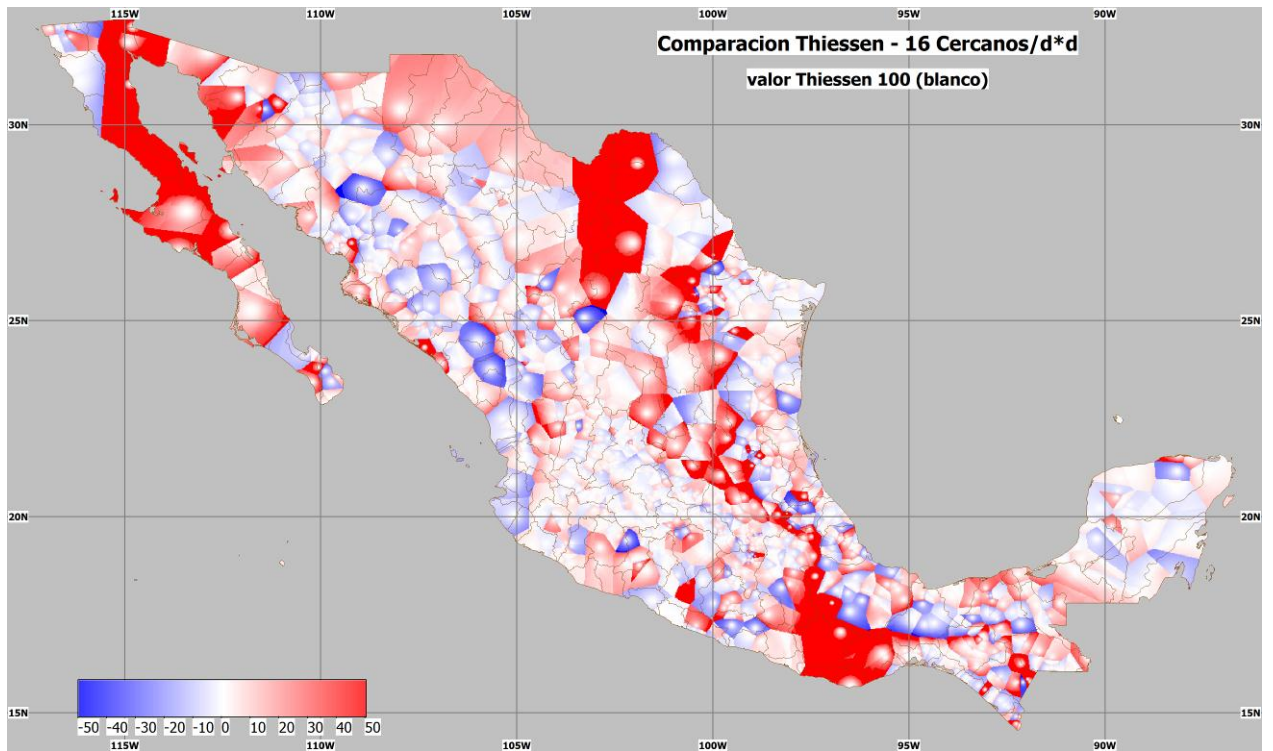 115W 110W 105W 100W 95W 90W
Comparacion Thiessen - 16 Cercanos/d*d
valor Thiessen 100 (blanco)
30N 30N
25N 25N
20N 20N
-50 -40 -30 -20 -10 0 10 20 30 40 50
15N 15N
115W 110W 105W 100W 95W 90W